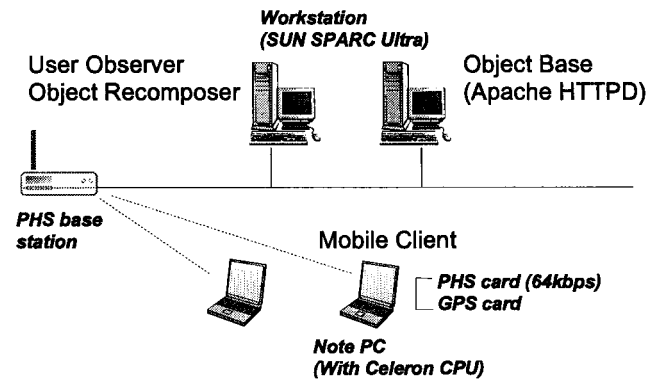 Workstation
(SUN SPARC Ultra)
User Observer
Object Recomposer
Object Base
(Apache HTTPD)
PHS base
station
Mobile Client
PHS card (64kbps)
GPS card
Note PC
(With Celeron CPU)